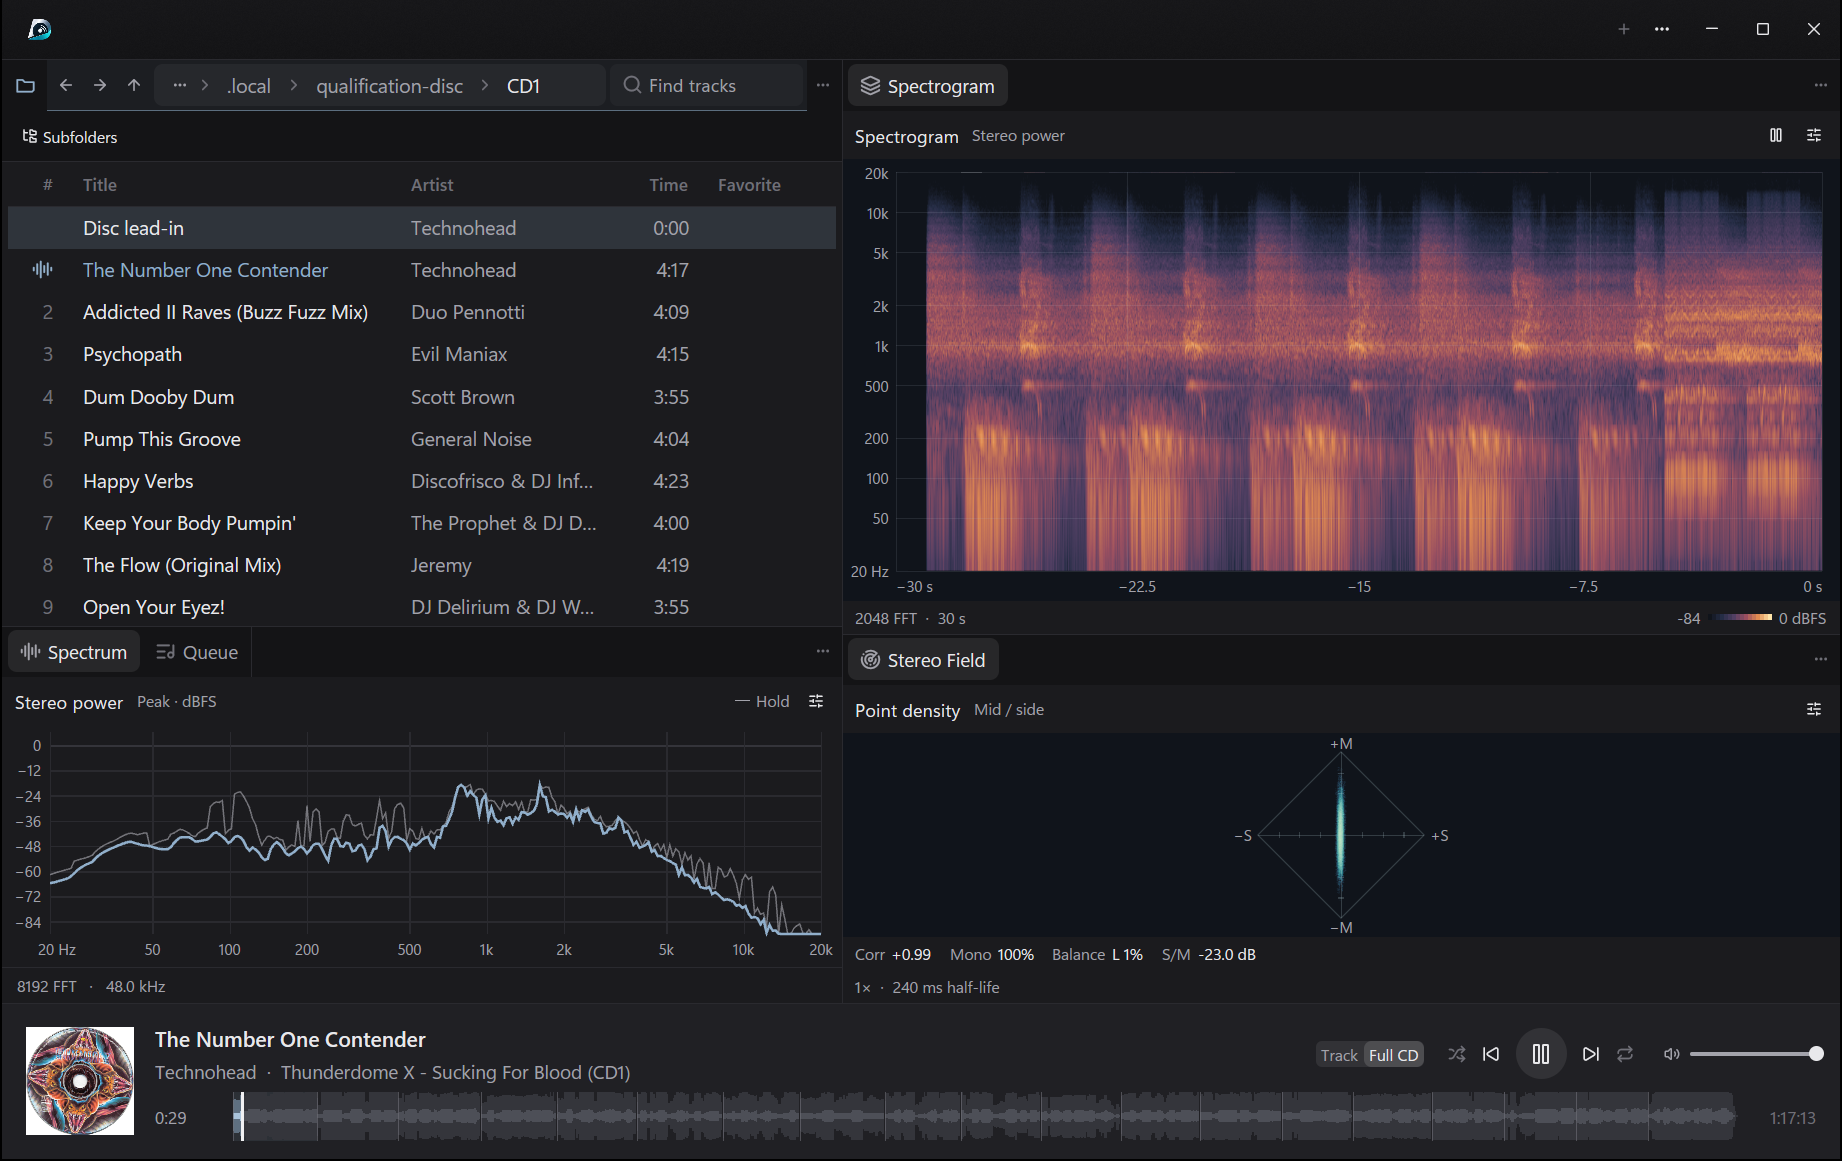 .local
qualification-disc
CD1
Find tracks
Subfolders
# Title Artist Time Favorite
Disc lead-in Technohead 0:00
The Number One Contender Technohead 4:17
2 Addicted II Raves (Buzz Fuzz Mix) Duo Pennotti 4:09
3 Psychopath Evil Maniax 4:15
4 Dum Dooby Dum Scott Brown 3:55
5 Pump This Groove General Noise 4:04
6 Happy Verbs Discofrisco & DJ Inf... 4:23
7 Keep Your Body Pumpin' The Prophet & DJ D... 4:00
8 The Flow (Original Mix) Jeremy 4:19
9 Open Your Eyez! DJ Delirium & DJ W... 3:55
Spectrum
Queue
Stereo power Peak · dBFS
Hold
0
−12
−24
−36
−48
−60
−72
−84
20 Hz 50 100 200 500 1k 2k 5k 10k 20k
8192 FFT · 48.0 kHz
Spectrogram
Spectrogram Stereo power
20k
10k
5k
2k
1k
500
200
100
50
20 Hz
−30 s −22.5 −15 −7.5 0 s
2048 FFT · 30 s
-84 0 dBFS
Stereo Field
Point density Mid / side
+M
−S +S
−M
Corr +0.99 Mono 100% Balance L 1% S/M -23.0 dB
1× · 240 ms half-life
The Number One Contender
Technohead · Thunderdome X - Sucking For Blood (CD1)
Track Full CD
0:29
1:17:13